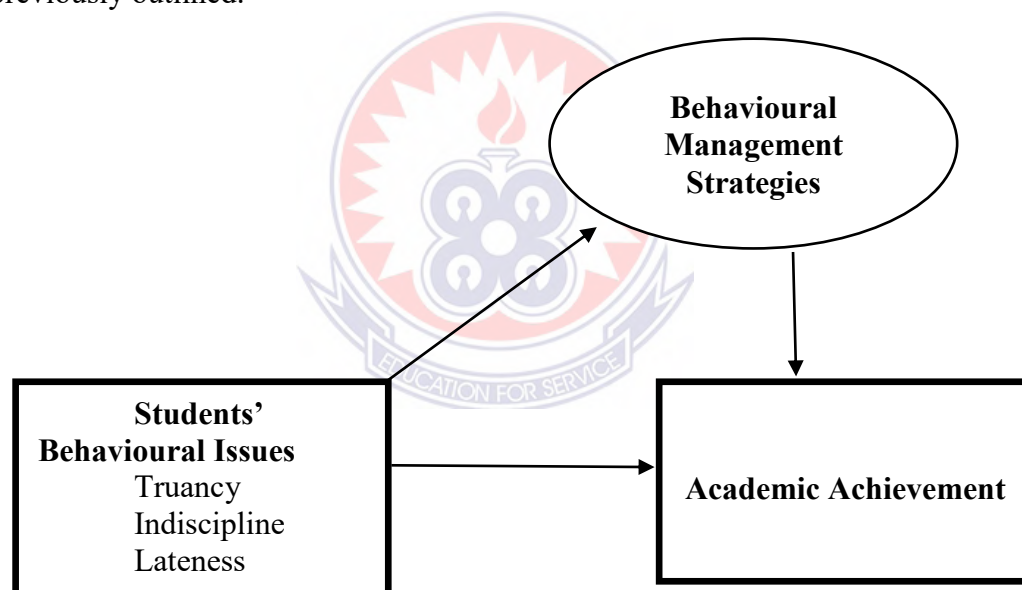 previously outlined.
Behavioural
Management
Strategies
EDUCATION FOR SERVICE
Students’
Behavioural Issues
Truancy
Indiscipline
Lateness
Academic Achievement